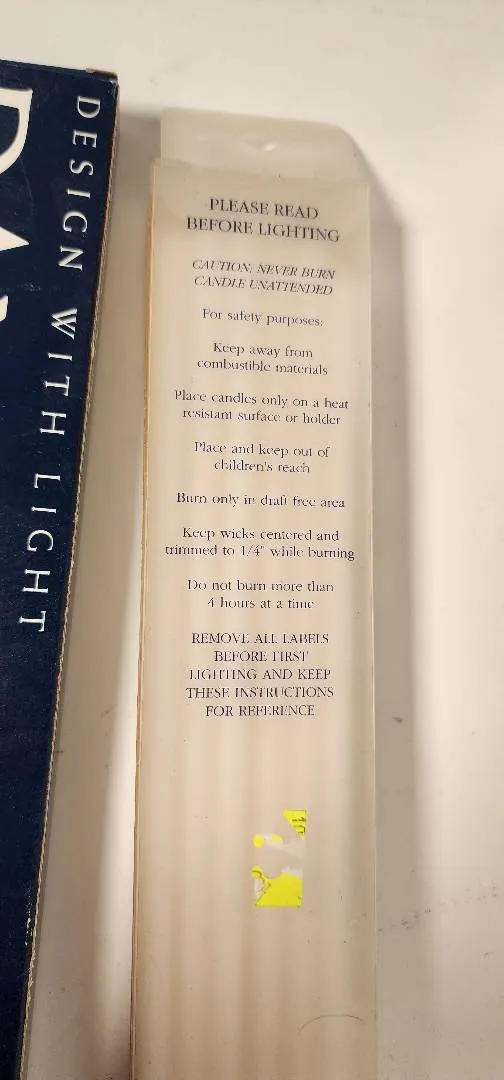 DESIGN WITH LIGHT
PLEASE READ
BEFORE LIGHTING
CAUTION: NEVER BURN
CANDLE UNATTENDED
For safety purposes:
Keep away from
combustible materials
Place candles only on a heat
resistant surface or holder
Place and keep out of
children's reach
Burn only in draft free area
Keep wicks centered and
trimmed to 1/4" while burning
Do not burn more than
4 hours at a time
REMOVE ALL LABELS
BEFORE FIRST
LIGHTING AND KEEP
THESE INSTRUCTIONS
FOR REFERENCE